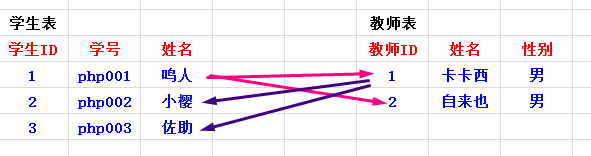 学生表 教师表
学生ID 学号 姓名 教师ID 姓名 性别
1 php001 鸣人 1 卡卡西 男
2 php002 小樱 2 自来也 男
3 php003 佐助